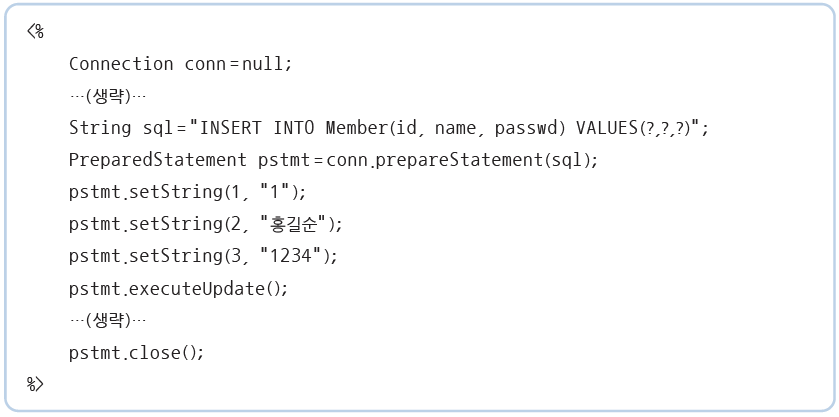 <%
Connection conn=null;
…(생략)…
String sql="INSERT INTO Member(id, name, passwd) VALUES(?,?,?)";
PreparedStatement pstmt=conn.prepareStatement(sql);
pstmt.setString(1, "1");
pstmt.setString(2, "홍길순");
pstmt.setString(3, "1234");
pstmt.executeUpdate();
…(생략)…
pstmt.close();
%>